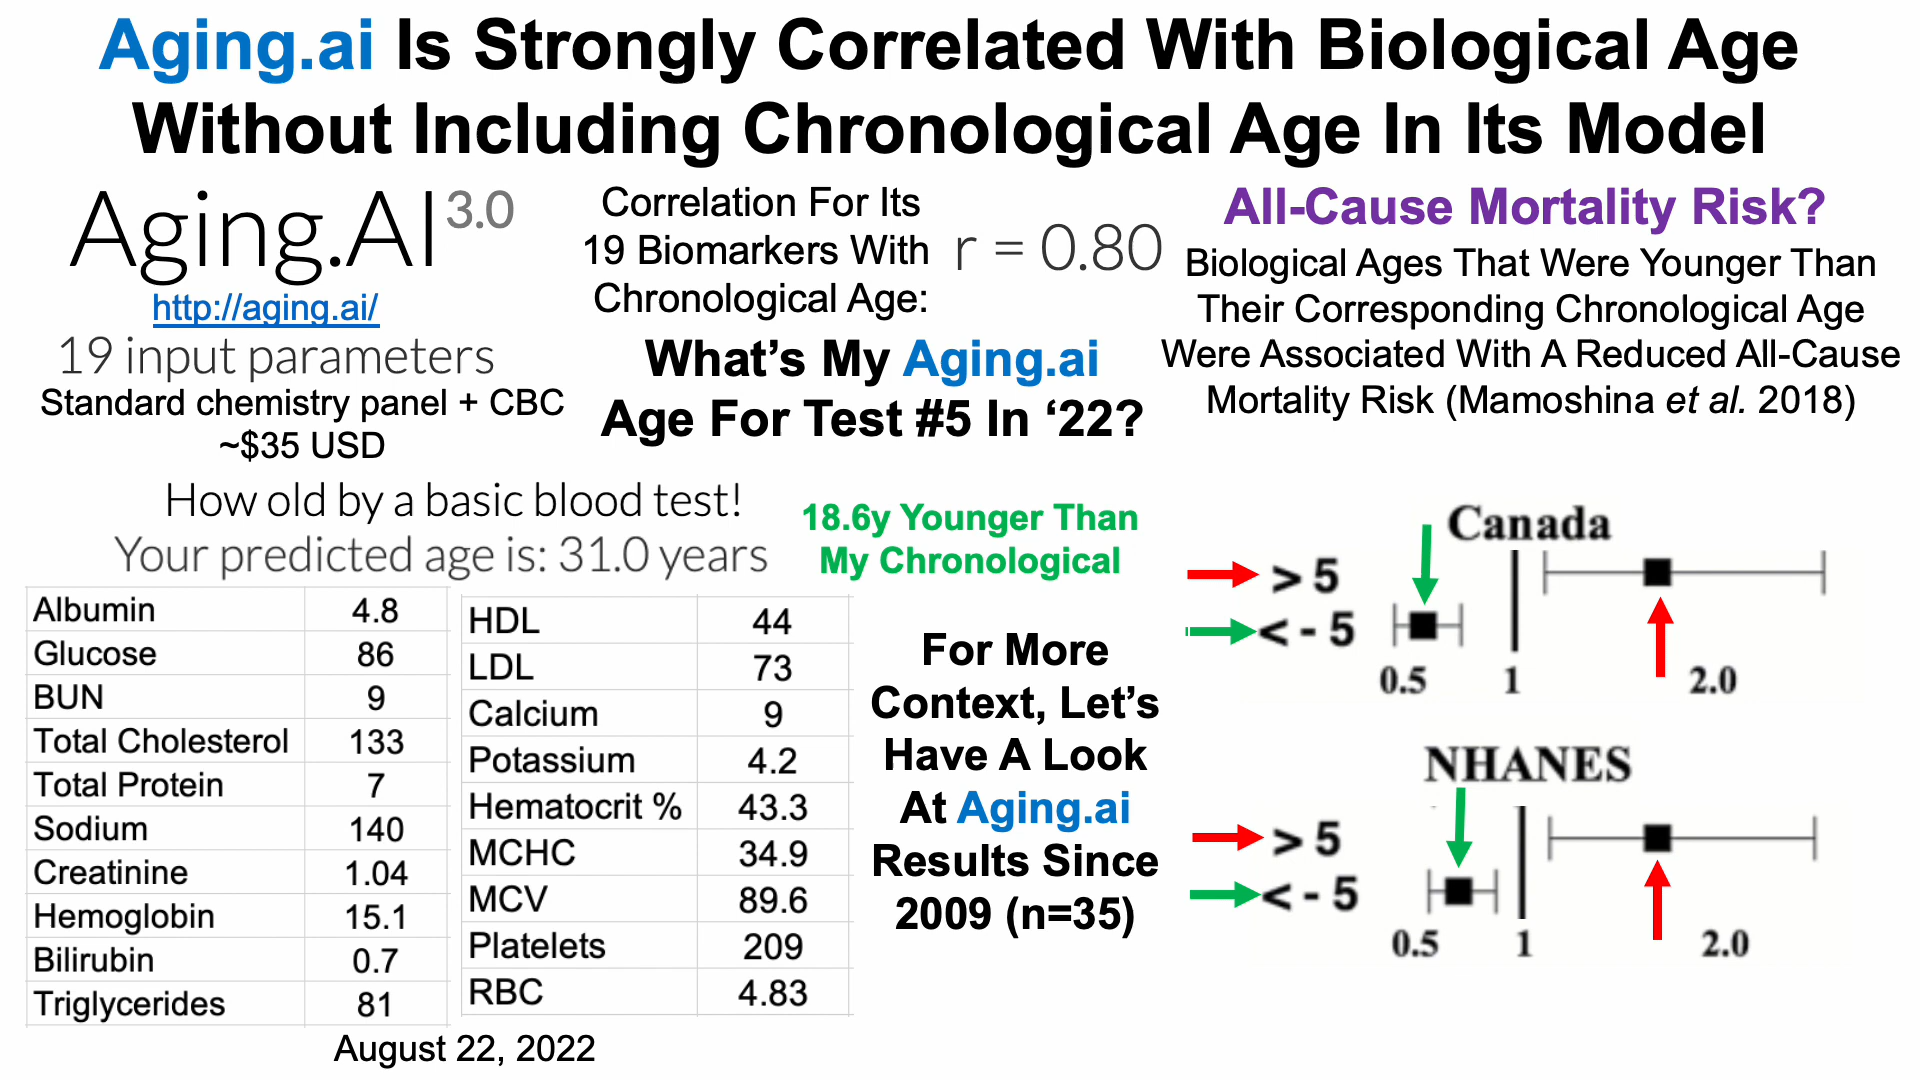 Aging.ai Is Strongly Correlated With Biological Age
Without Including Chronological Age In Its Model
Aging.AI 3.0
http://aging.ai/
19 input parameters
Standard chemistry panel + CBC
~$35 USD
Correlation For Its
19 Biomarkers With
Chronological Age:
r = 0.80
What's My Aging.ai
Age For Test #5 In ‘22?
All-Cause Mortality Risk?
Biological Ages That Were Younger Than
Their Corresponding Chronological Age
Were Associated With A Reduced All-Cause
Mortality Risk (Mamoshina et al. 2018)
How old by a basic blood test!
Your predicted age is: 31.0 years
18.6y Younger Than
My Chronological
Albumin 4.8
Glucose 86
BUN 9
Total Cholesterol 133
Total Protein 7
Sodium 140
Creatinine 1.04
Hemoglobin 15.1
Bilirubin 0.7
Triglycerides 81
HDL 44
LDL 73
Calcium 9
Potassium 4.2
Hematocrit % 43.3
MCHC 34.9
MCV 89.6
Platelets 209
RBC 4.83
August 22, 2022
For More
Context, Let's
Have A Look
At Aging.ai
Results Since
2009 (n=35)
Canada
> 5
< - 5
0.5 1 2.0
NHANES
> 5
< - 5
0.5 1 2.0